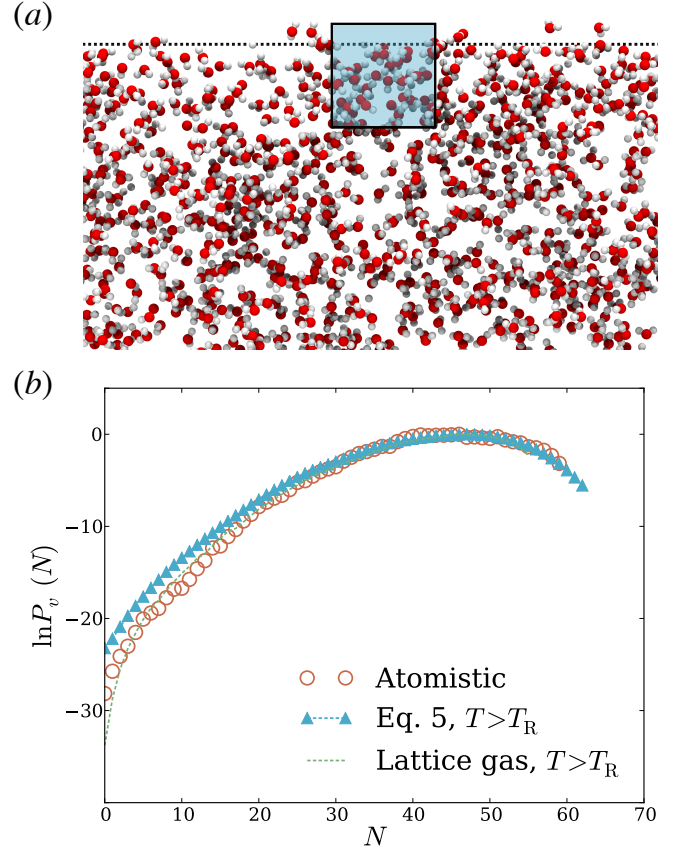 (a)
(b)
ln P_v (N)
0
−10
−20
−30
Atomistic
Eq. 5, T>T_R
Lattice gas, T>T_R
0 10 20 30 40 50 60 70
N